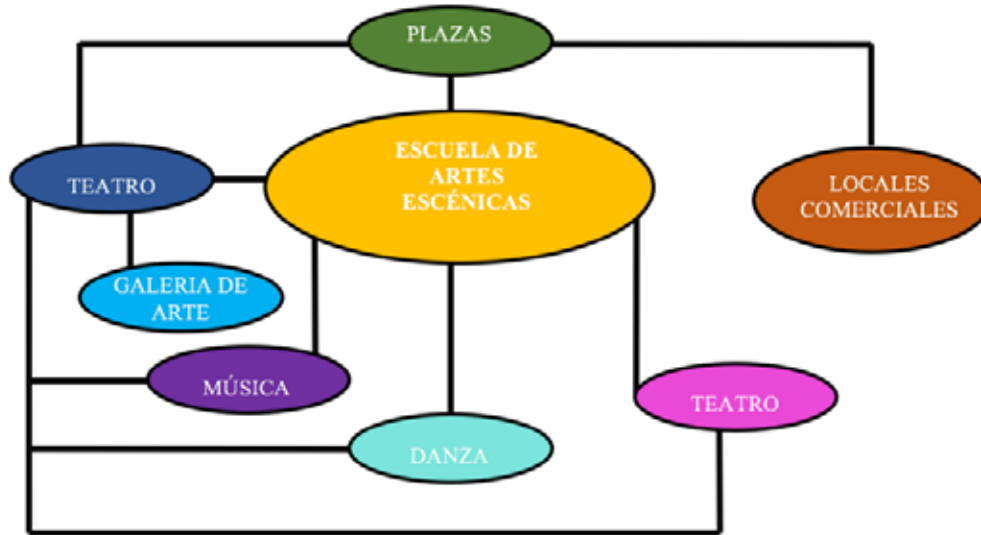 PLAZAS
ESCUELA DE
ARTES
ESCÉNICAS
TEATRO
LOCALES
COMERCIALES
GALERIA DE
ARTE
MÚSICA
TEATRO
DANZA